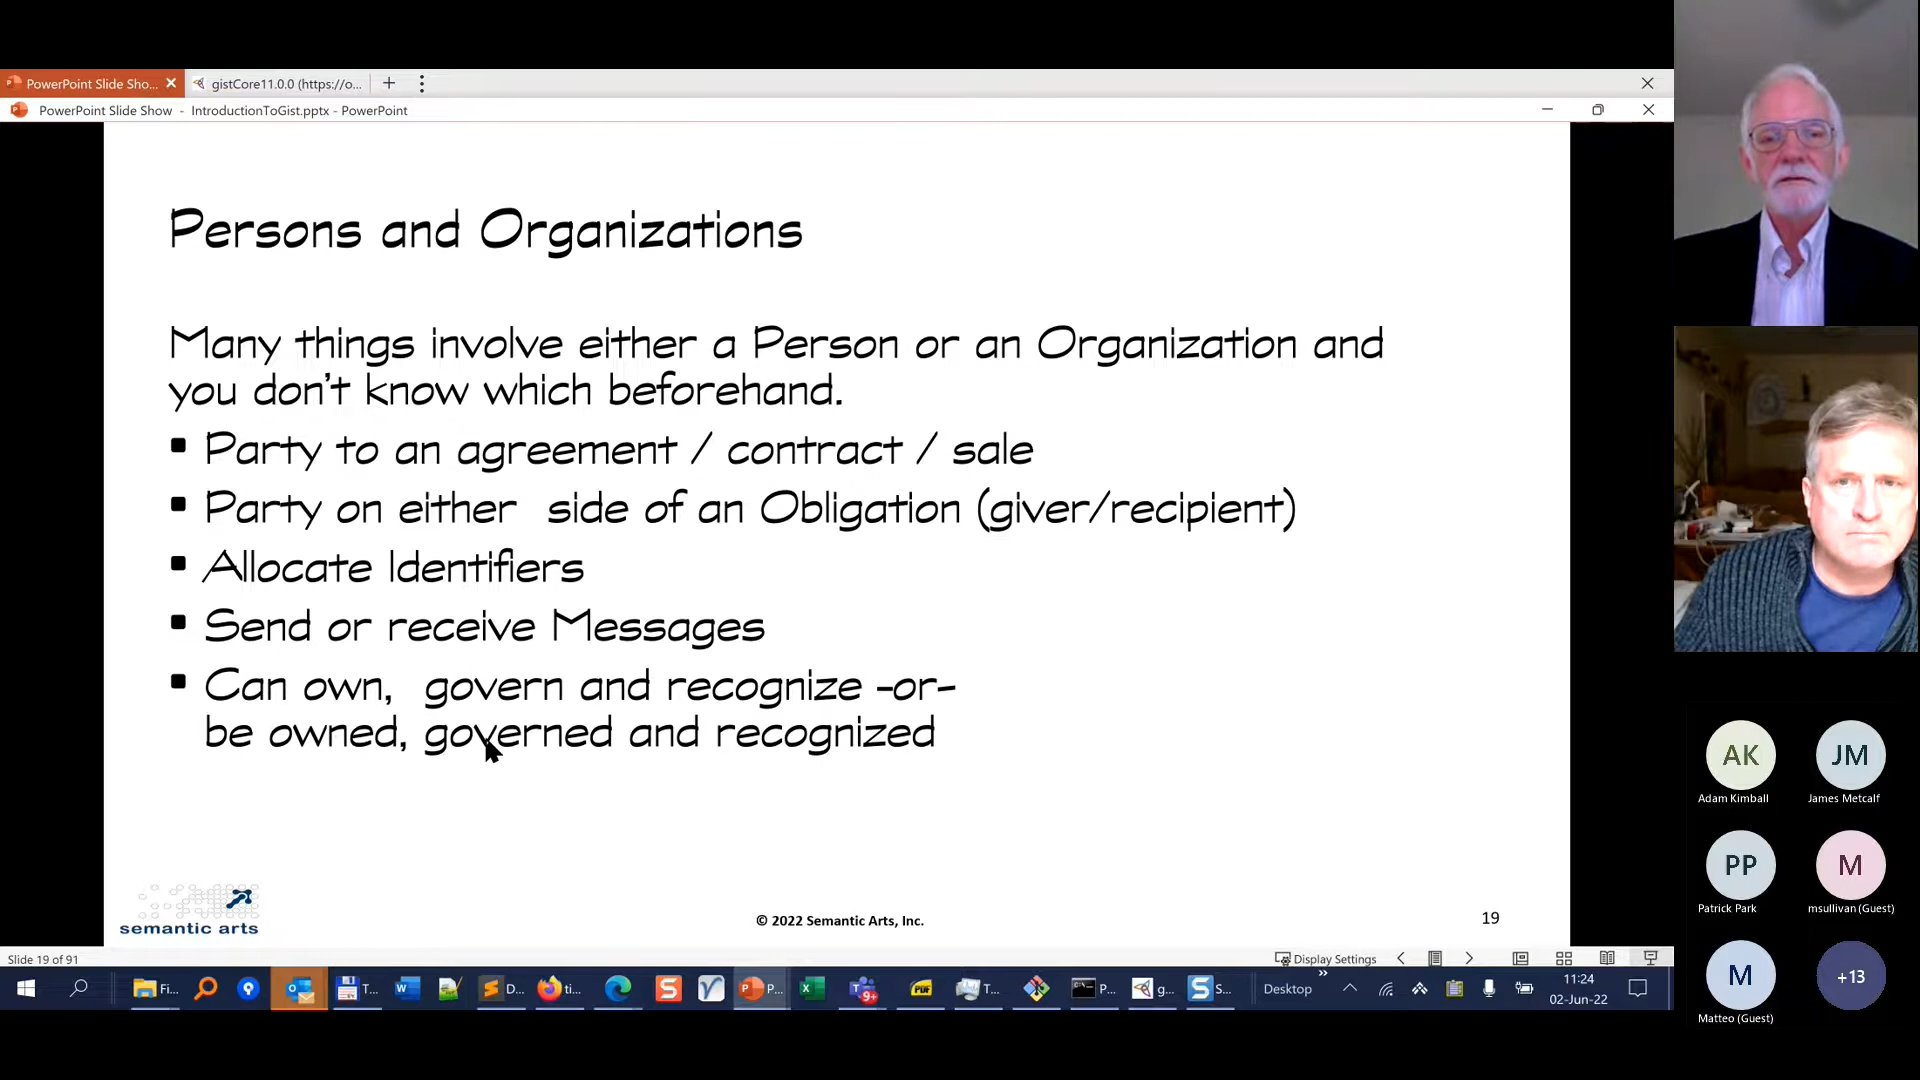 PowerPoint Slide Sho...
gistCore11.0.0 (https://o...
PowerPoint Slide Show - IntroductionToGist.pptx - PowerPoint
Persons and Organizations
Many things involve either a Person or an Organization and
you don't know which beforehand.
▪ Party to an agreement / contract / sale
▪ Party on either side of an Obligation (giver/recipient)
▪ Allocate Identifiers
▪ Send or receive Messages
▪ Can own, govern and recognize -or-
be owned, governed and recognized
semantic arts
© 2022 Semantic Arts, Inc.
19
Slide 19 of 91
Display Settings
Fi...
T...
D...
ti...
P...
9+
PDF
T...
P...
g...
S...
Desktop
11:24
02-Jun-22
AK
JM
Adam Kimball
James Metcalf
PP
M
Patrick Park
msullivan (Guest)
M
+13
Matteo (Guest)